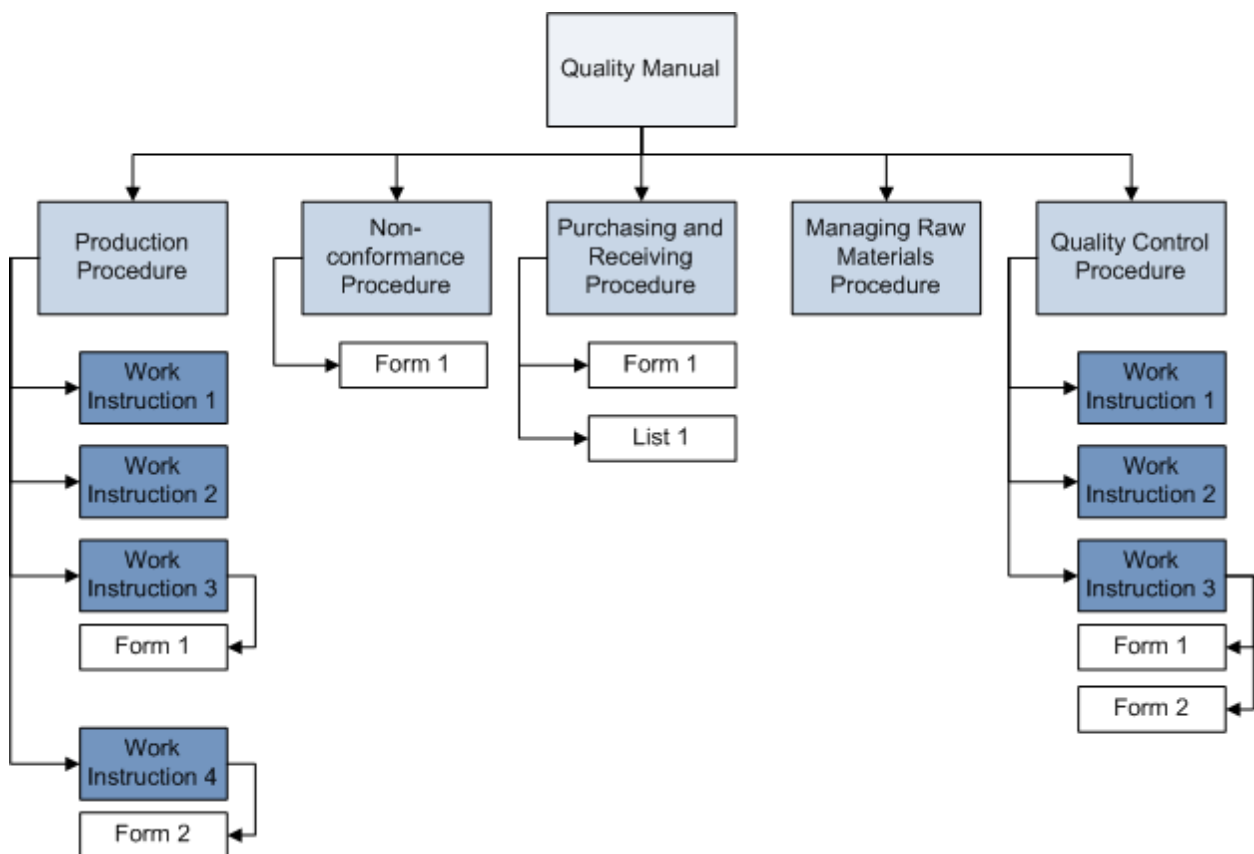 Quality Manual
Production
Procedure
Non-
conformance
Procedure
Purchasing and
Receiving
Procedure
Managing Raw
Materials
Procedure
Quality Control
Procedure
Work
Instruction 1
Work
Instruction 2
Work
Instruction 3
Form 1
Work
Instruction 4
Form 2
Form 1
Form 1
List 1
Work
Instruction 1
Work
Instruction 2
Work
Instruction 3
Form 1
Form 2